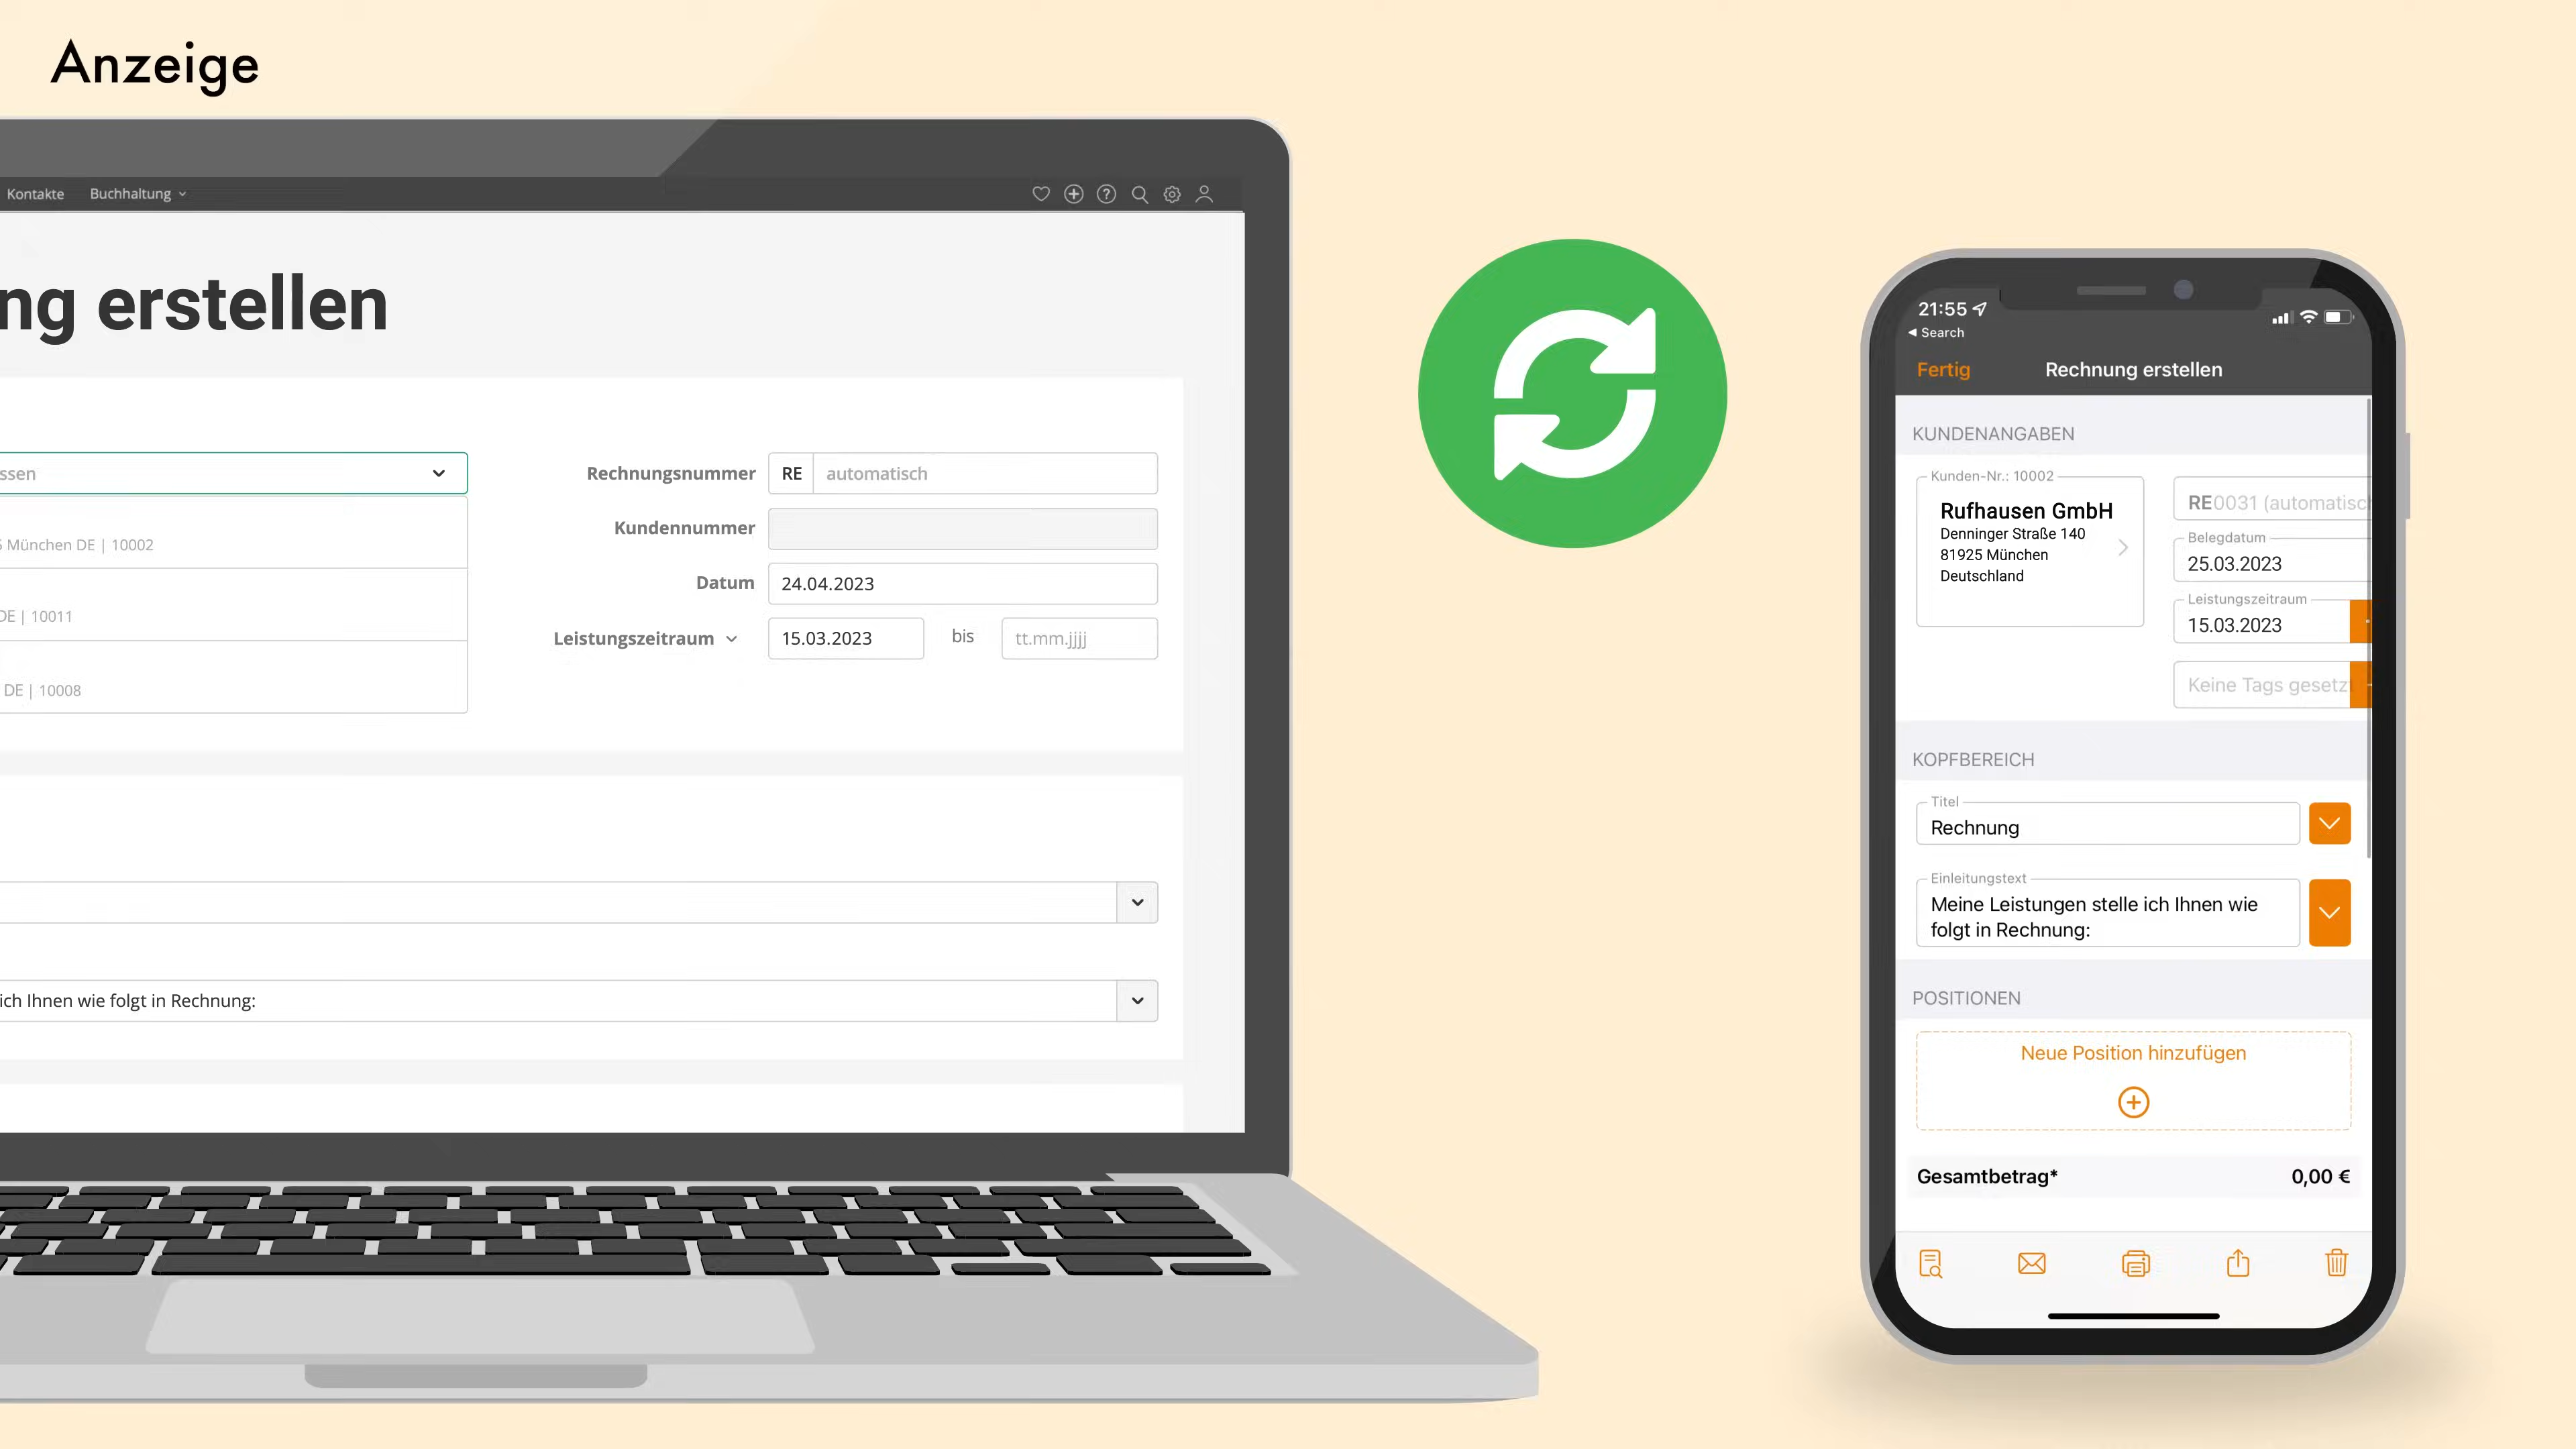 Anzeige
Kontakte Buchhaltung
ng erstellen
ssen
München DE | 10002
DE | 10011
DE | 10008
Rechnungsnummer RE automatisch
Kundennummer
Datum 24.04.2023
Leistungszeitraum 15.03.2023 bis tt.mm.jjjj
ich Ihnen wie folgt in Rechnung:
21:55
Search
Fertig Rechnung erstellen
KUNDENANGABEN
Kunden-Nr.: 10002
Rufhausen GmbH
Denninger Straße 140
81925 München
Deutschland
RE0031 (automatisc
Belegdatum
25.03.2023
Leistungszeitraum
15.03.2023
Keine Tags gesetz
KOPFBEREICH
Titel
Rechnung
Einleitungstext
Meine Leistungen stelle ich Ihnen wie
folgt in Rechnung:
POSITIONEN
Neue Position hinzufügen
Gesamtbetrag* 0,00 €